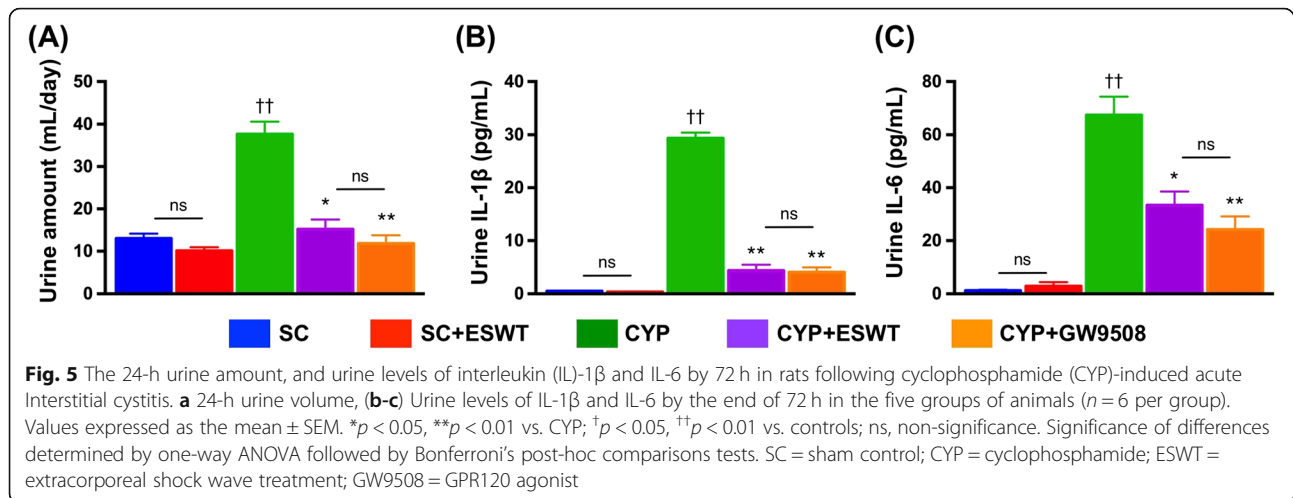 (A)
Urine amount (mL/day)
50
40
30
20
10
0
ns
††
*
ns
**
(B)
Urine IL-1β (pg/mL)
40
30
20
10
0
ns
††
**
ns
**
(C)
Urine IL-6 (pg/mL)
80
60
40
20
0
ns
††
*
ns
**
SC SC+ESWT CYP CYP+ESWT CYP+GW9508
Fig. 5 The 24-h urine amount, and urine levels of interleukin (IL)-1β and IL-6 by 72 h in rats following cyclophosphamide (CYP)-induced acute
Interstitial cystitis. a 24-h urine volume, (b-c) Urine levels of IL-1β and IL-6 by the end of 72 h in the five groups of animals (n = 6 per group).
Values expressed as the mean ± SEM. *p < 0.05, **p < 0.01 vs. CYP; †p < 0.05, ††p < 0.01 vs. controls; ns, non-significance. Significance of differences
determined by one-way ANOVA followed by Bonferroni's post-hoc comparisons tests. SC = sham control; CYP = cyclophosphamide; ESWT =
extracorporeal shock wave treatment; GW9508 = GPR120 agonist